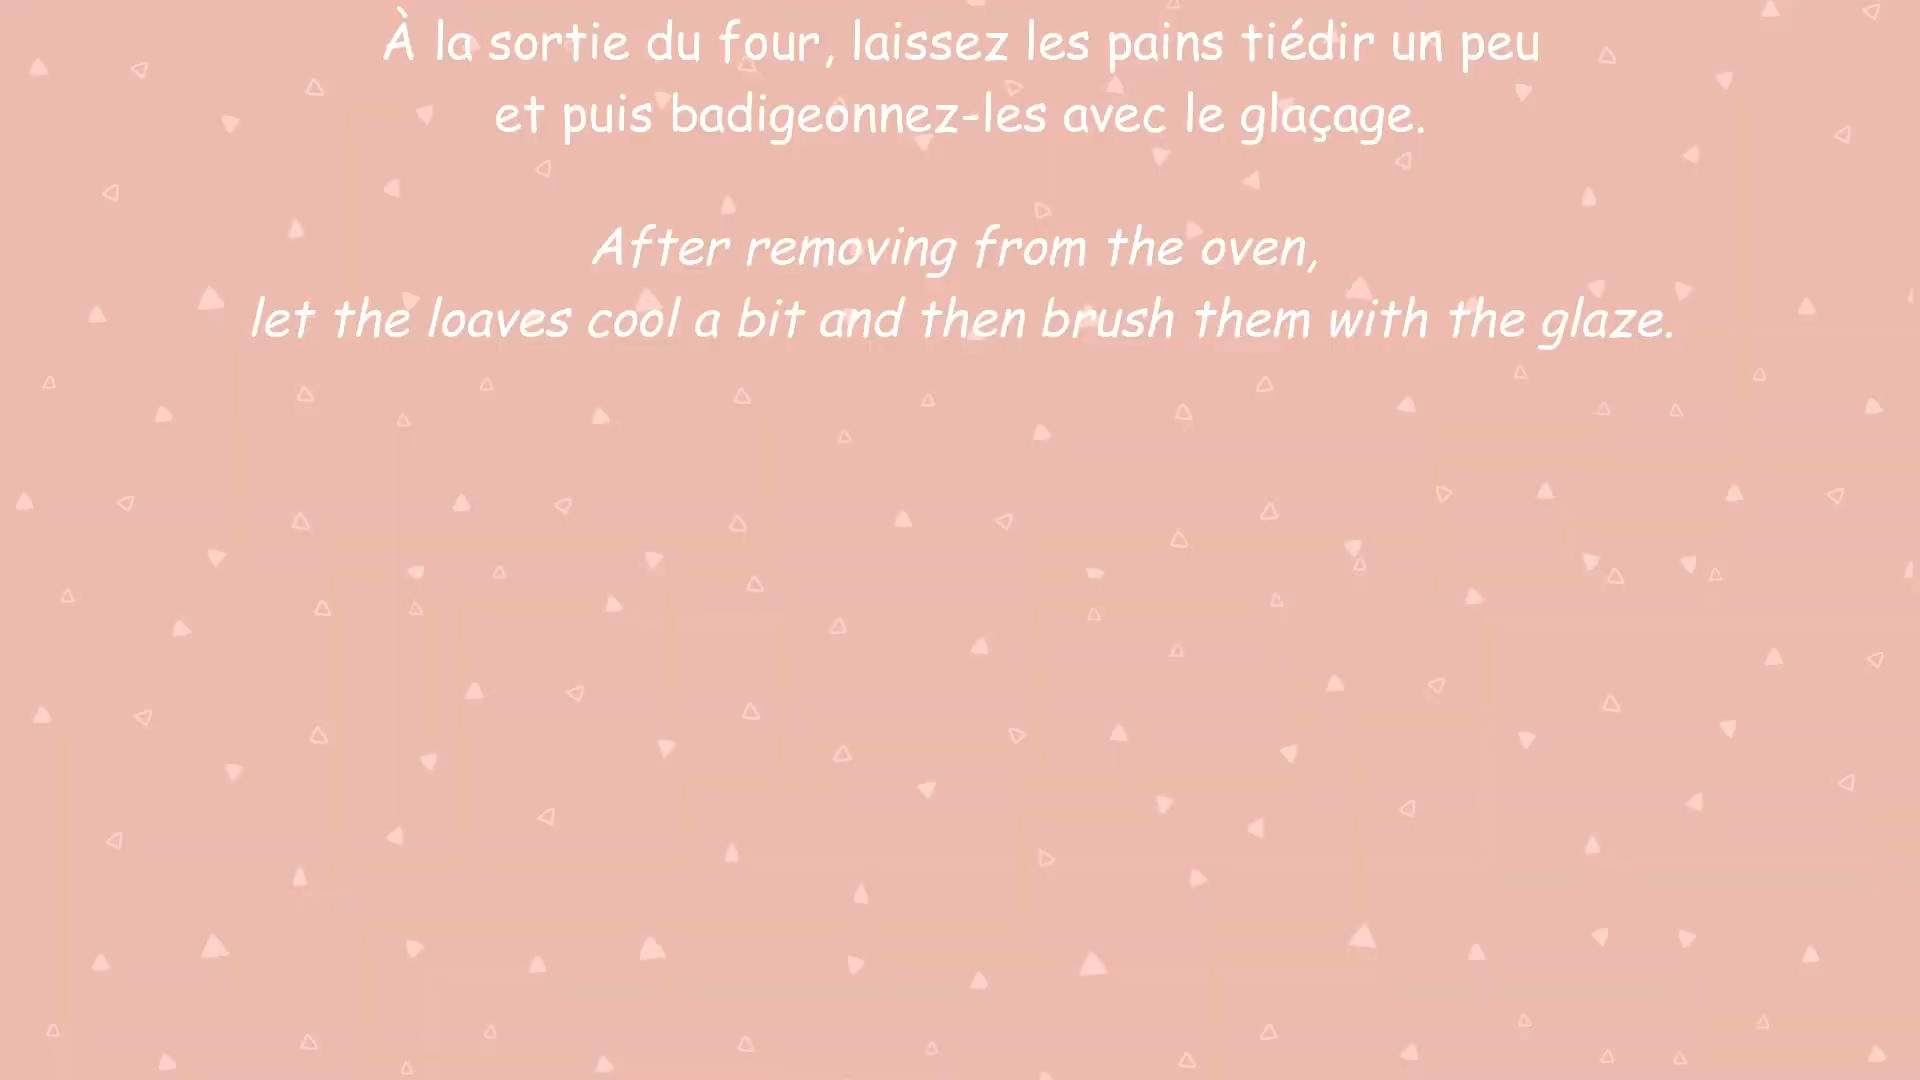 À la sortie du four, laissez les pains tiédir un peu
et puis badigeonnez-les avec le glaçage.
After removing from the oven,
let the loaves cool a bit and then brush them with the glaze.